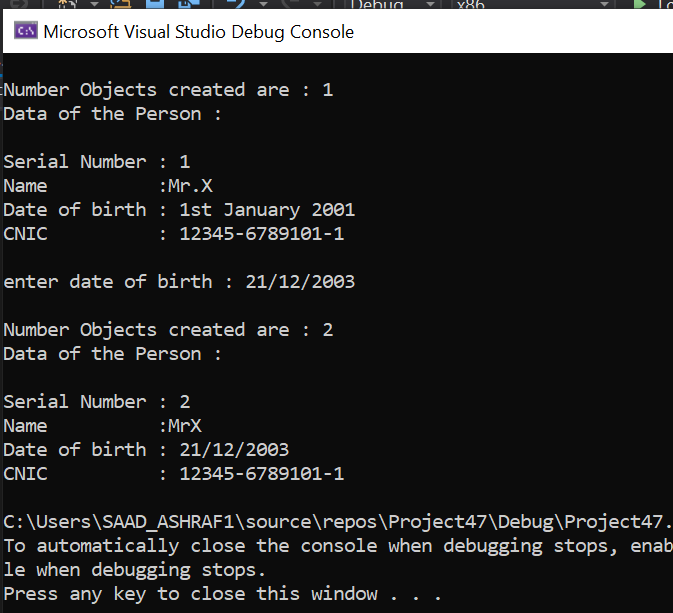 Debug x86
Microsoft Visual Studio Debug Console
Number Objects created are : 1
Data of the Person :
Serial Number : 1
Name          :Mr.X
Date of birth : 1st January 2001
CNIC          : 12345-6789101-1
enter date of birth : 21/12/2003
Number Objects created are : 2
Data of the Person :
Serial Number : 2
Name          :MrX
Date of birth : 21/12/2003
CNIC          : 12345-6789101-1
C:\Users\SAAD_ASHRAF1\source\repos\Project47\Debug\Project47.
To automatically close the console when debugging stops, enab
le when debugging stops.
Press any key to close this window . . .